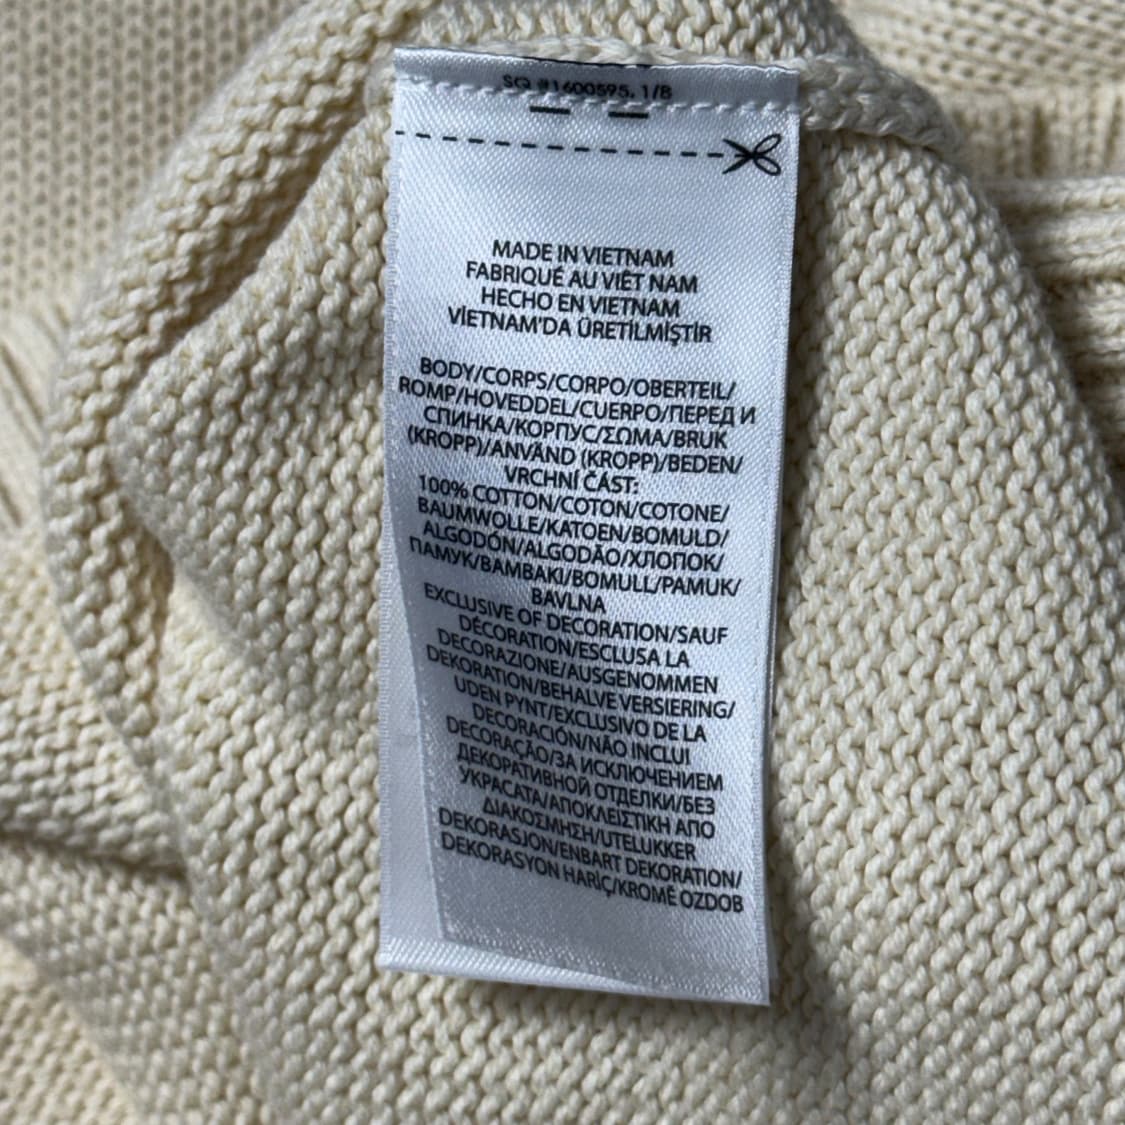 SQ #1600595, 1/8
MADE IN VIETNAM
FABRIQUÉ AU VIÊT NAM
HECHO EN VIETNAM
VİETNAM'DA ÜRETİLMİŞTİR
BODY/CORPS/CORPO/OBERTEIL/
ROMP/HOVEDDEL/CUERPO/ПЕРЕД И
СПИНКА/КОРПУС/ΣΩΜΑ/BRUK
(KROPP)/ANVÄND (KROPP)/BEDEN/
VRCHNÍ ČÁST:
100% COTTON/COTON/COTONE/
BAUMWOLLE/KATOEN/BOMULD/
ALGODÓN/ALGODÃO/ХЛОПОК/
ПАМУК/ΒΑΜΒΑΚΙ/BOMULL/PAMUK/
BAVLNA
EXCLUSIVE OF DECORATION/SAUF
DÉCORATION/ESCLUSA LA
DECORAZIONE/AUSGENOMMEN
DEKORATION/BEHALVE VERSIERING/
UDEN PYNT/EXCLUSIVO DE LA
DECORACIÓN/NÃO INCLUI
DECORAÇÃO/ЗА ИСКЛЮЧЕНИЕМ
ДЕКОРАТИВНОЙ ОТДЕЛКИ/БЕЗ
УКРАСАТА/ΑΠΟΚΛΕΙΣΤΙΚΗ ΑΠΟ
ΔΙΑΚΟΣΜΗΣΗ/UTELUKKER
DEKORASJON/ENBART DEKORATION/
DEKORASYON HARİÇ/KROMĚ OZDOB